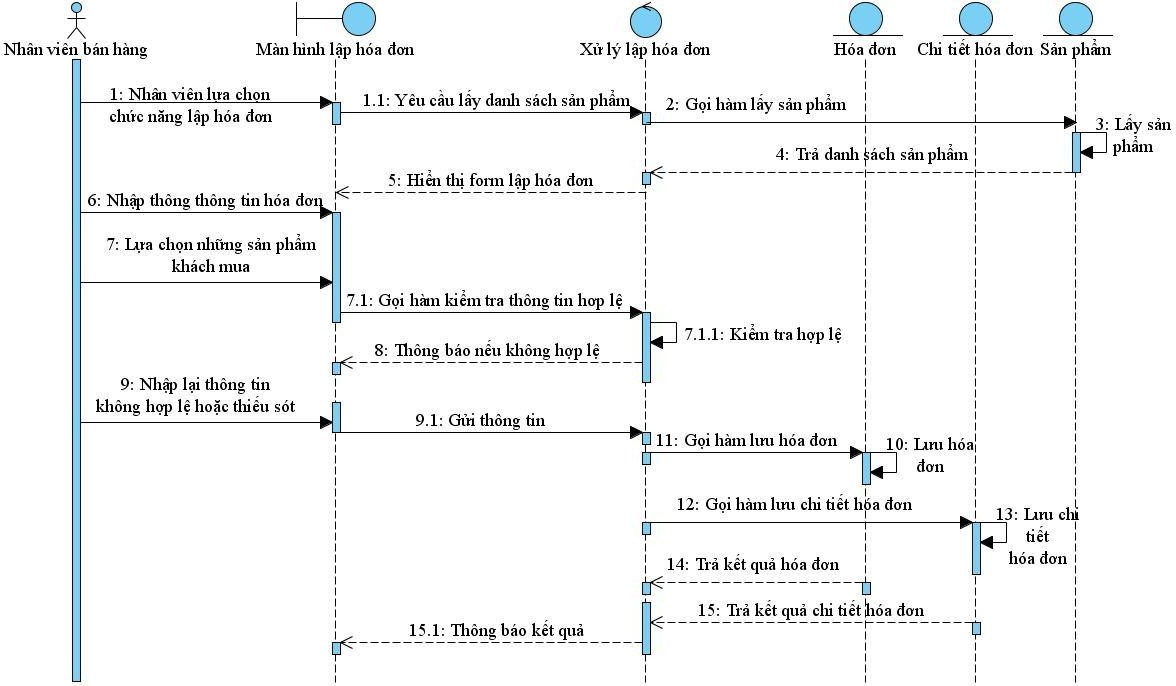 Nhân viên bán hàng
Màn hình lập hóa đơn
Xử lý lập hóa đơn
Hóa đơn
Chi tiết hóa đơn
Sản phẩm
1: Nhân viên lựa chọn
chức năng lập hóa đơn
1.1: Yêu cầu lấy danh sách sản phẩm
2: Gọi hàm lấy sản phẩm
3: Lấy sản
phẩm
4: Trả danh sách sản phẩm
5: Hiển thị form lập hóa đơn
6: Nhập thông thông tin hóa đơn
7: Lựa chọn những sản phẩm
khách mua
7.1: Gọi hàm kiểm tra thông tin hơp lệ
7.1.1: Kiểm tra hợp lệ
8: Thông báo nếu không hợp lệ
9: Nhập lại thông tin
không hợp lệ hoặc thiếu sót
9.1: Gửi thông tin
11: Gọi hàm lưu hóa đơn
10: Lưu hóa
đơn
12: Gọi hàm lưu chi tiết hóa đơn
13: Lưu chi
tiết
hóa đơn
14: Trả kết quả hóa đơn
15: Trả kết quả chi tiết hóa đơn
15.1: Thông báo kết quả